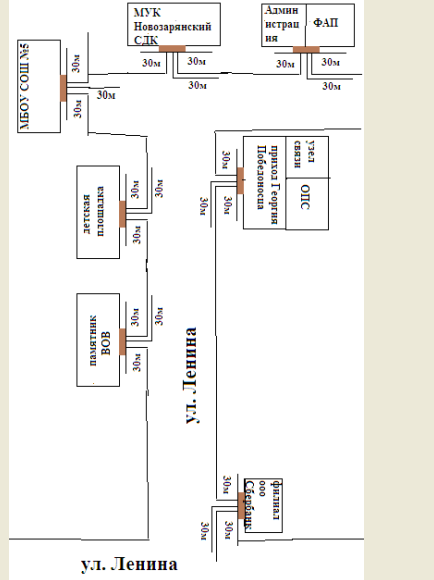 МУК
Новозарянский
СДК
Админ
истрац
ия
ФАП
30м
30м
30м
30м
30м
30м
МБОУ СОШ №5
30м
30м
30м
узел
связи
ОПС
приход Георгия
Победоносца
30м
30м
30м
детская
площадка
30м
30м
30м
памятник
ВОВ
30м
30м
30м
ул. Ленина
филиал
ооо
Сбербанк
30м
30м
30м
ул. Ленина